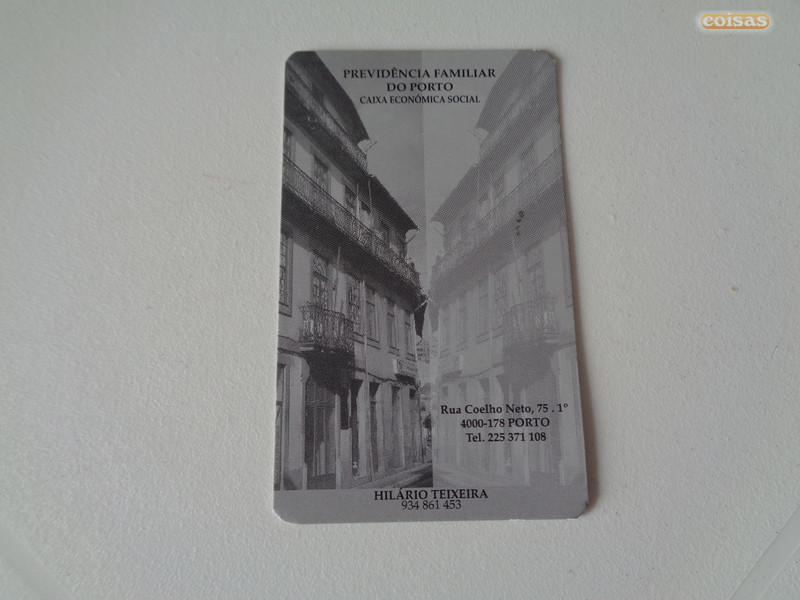 coisas
PREVIDÊNCIA FAMILIAR
DO PORTO
CAIXA ECONÓMICA SOCIAL
Rua Coelho Neto, 75 . 1º
4000-178 PORTO
Tel. 225 371 108
HILÁRIO TEIXEIRA
934 861 453